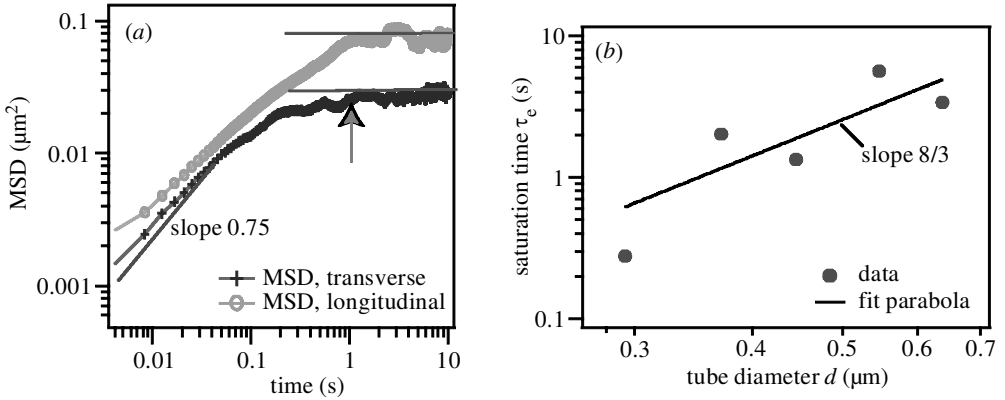 (a)
0.1
0.01
0.001
MSD (μm²)
slope 0.75
MSD, transverse
MSD, longitudinal
0.01 0.1 1 10
time (s)
(b)
10
1
0.1
saturation time τe (s)
slope 8/3
data
fit parabola
0.3 0.4 0.5 0.6 0.7
tube diameter d (μm)